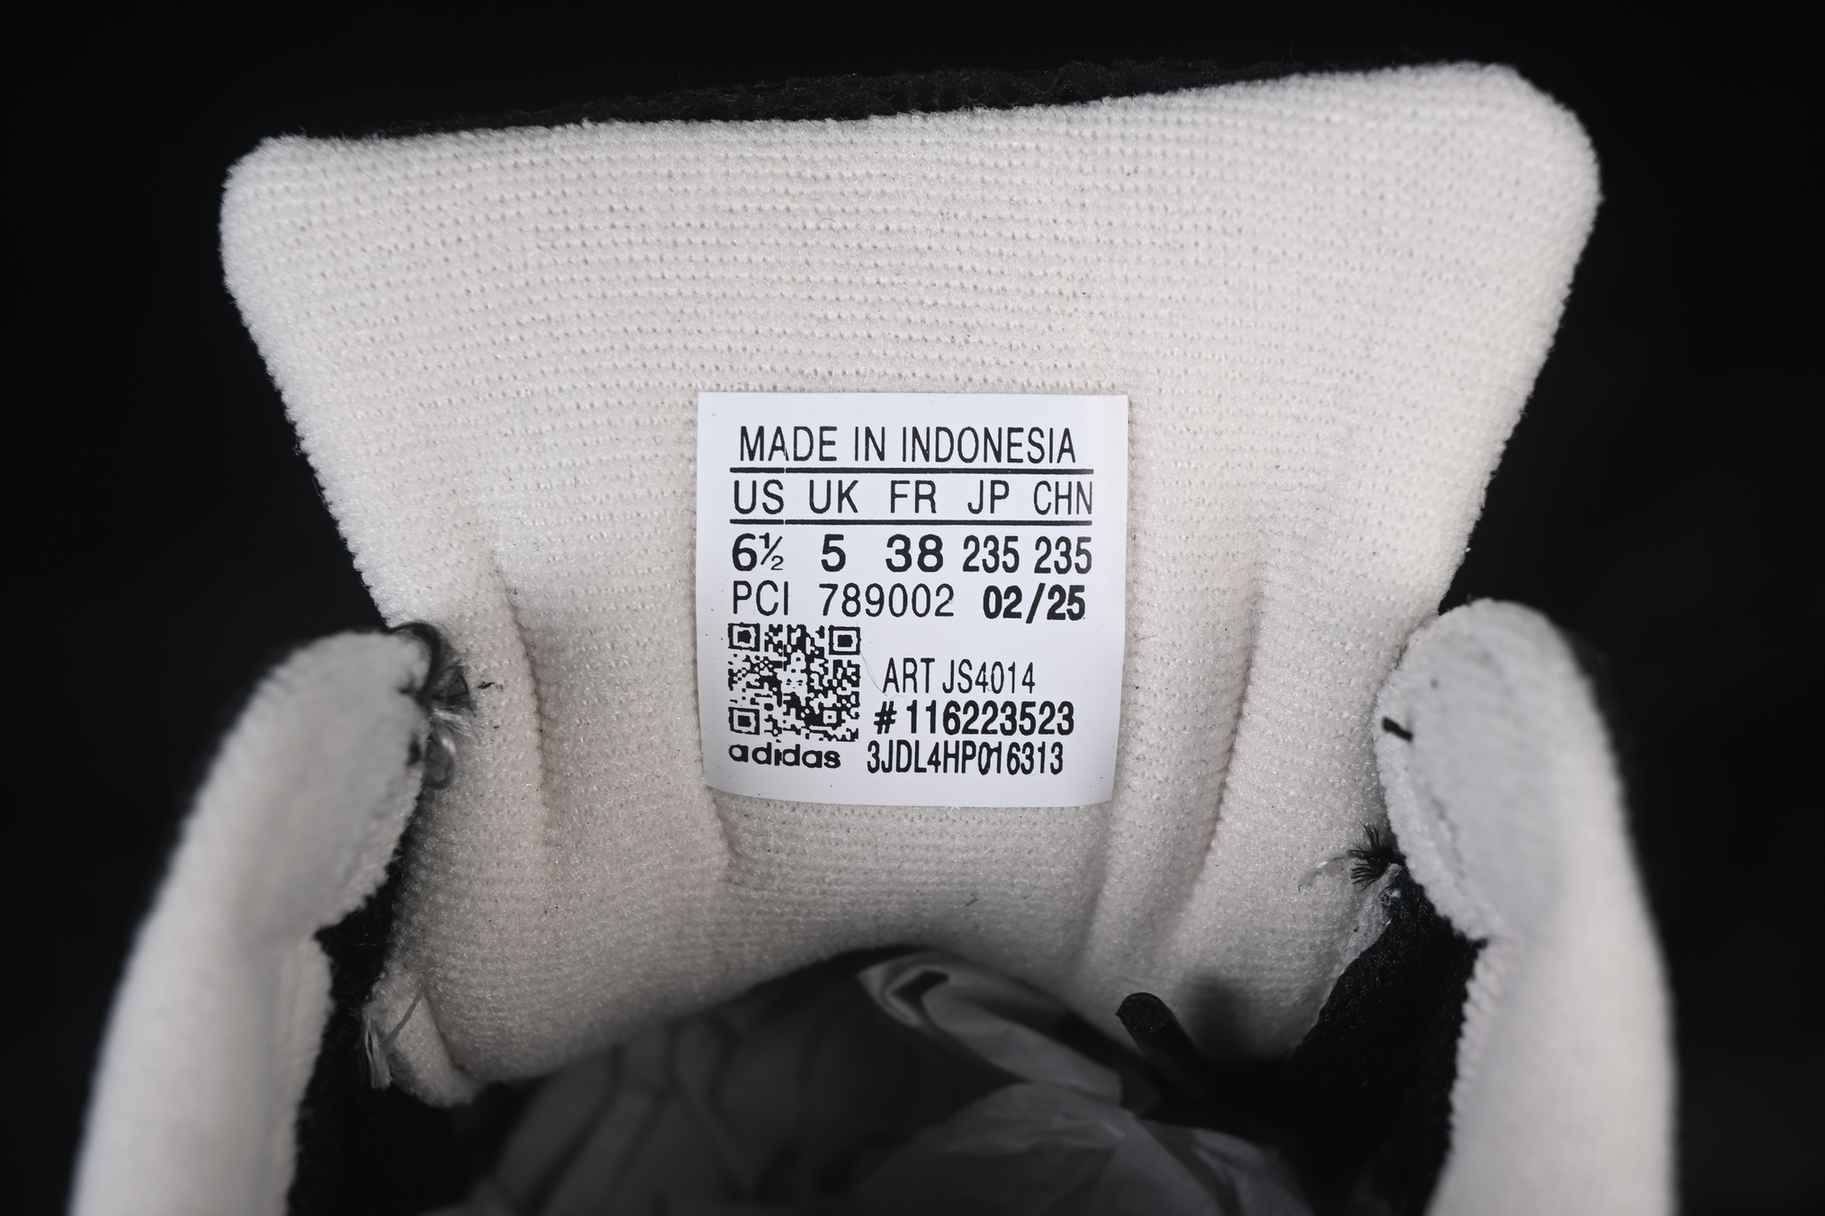 MADE IN INDONESIA
US UK FR JP CHN
6½ 5 38 235 235
PCI 789002 02/25
ART JS4014
# 116223523
adidas 3JDL4HP016313